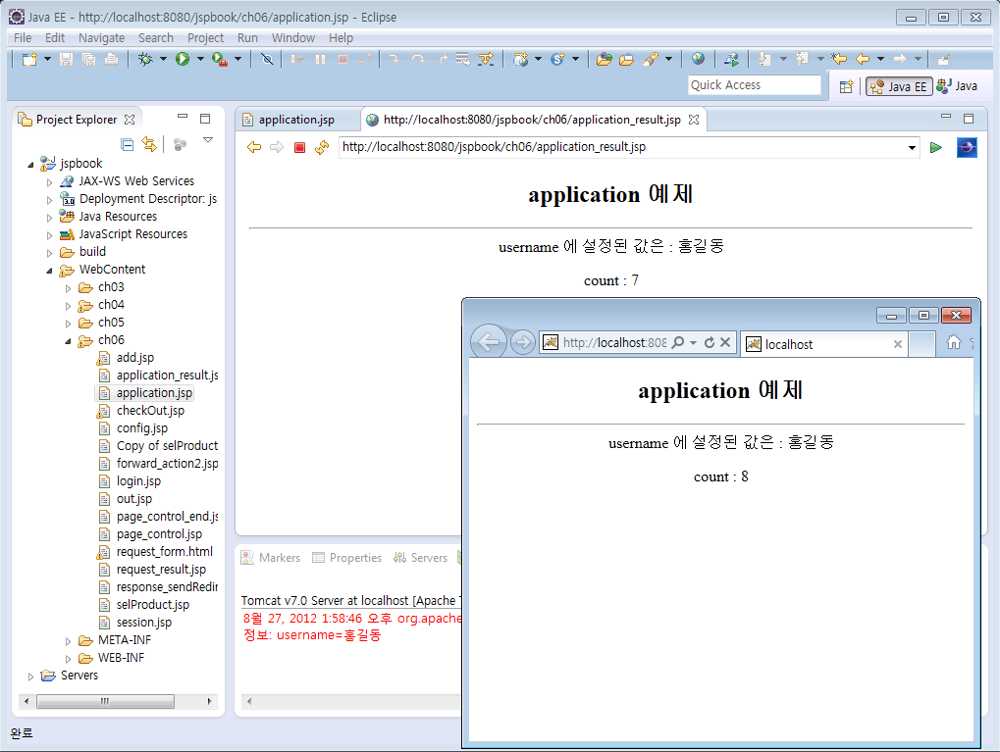 Java EE - http://localhost:8080/jspbook/ch06/application.jsp - Eclipse
File Edit Navigate Search Project Run Window Help
Quick Access
Java EE
Java
Project Explorer
jspbook
JAX-WS Web Services
Deployment Descriptor: js
Java Resources
JavaScript Resources
build
WebContent
ch03
ch04
ch05
ch06
add.jsp
application_result.js
application.jsp
checkOut.jsp
config.jsp
Copy of selProduct
forward_action2.jsp
login.jsp
out.jsp
page_control_end.js
page_control.jsp
request_form.html
request_result.jsp
response_sendRedir
selProduct.jsp
session.jsp
META-INF
WEB-INF
Servers
application.jsp
http://localhost:8080/jspbook/ch06/application_result.jsp
http://localhost:8080/jspbook/ch06/application_result.jsp
application 예제
username 에 설정된 값은 : 홍길동
count : 7
http://localhost:808
localhost
application 예제
username 에 설정된 값은 : 홍길동
count : 8
Markers Properties Servers
Tomcat v7.0 Server at localhost [Apache T
8월 27, 2012 1:58:46 오후 org.apache
정보: username=홍길동
완료